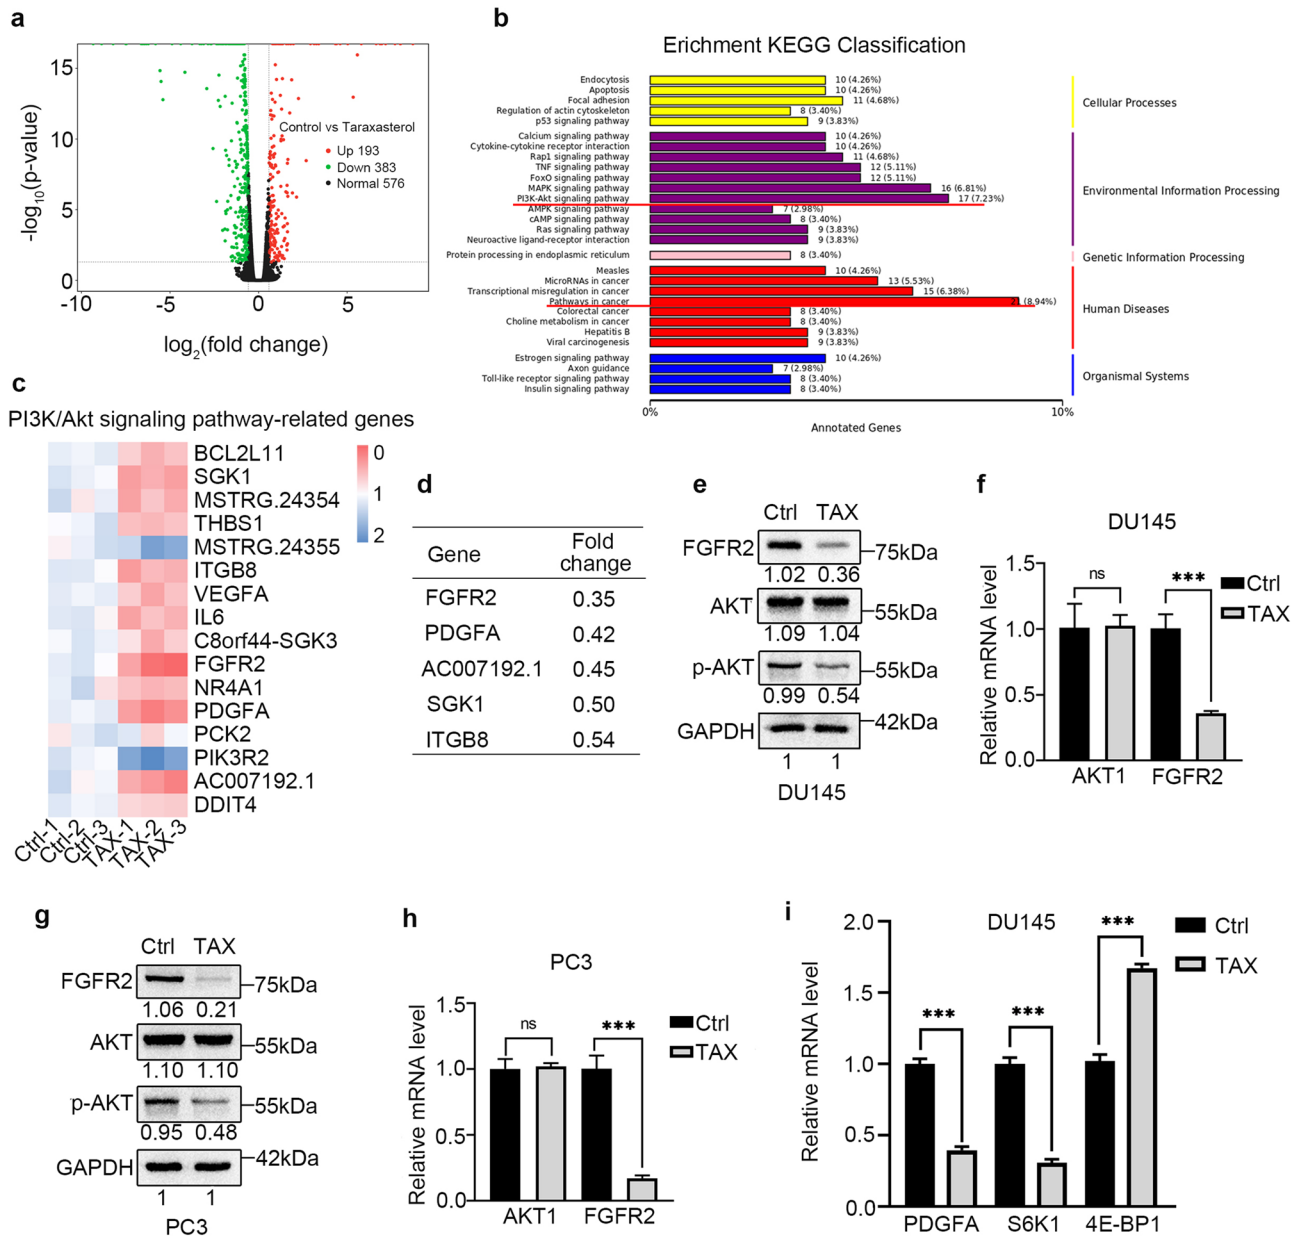 a
15
10
5
0
-10
0
5
-log10(p-value)
log2(fold change)
Control vs Taraxasterol
Up 193
Down 383
Normal 576
b
Enrichment KEGG Classification
Endocytosis 10 (4.26%)
Apoptosis 10 (4.26%)
Focal adhesion 11 (4.68%)
Regulation of actin cytoskeleton 8 (3.40%)
p53 signaling pathway 9 (3.83%)
Cellular Processes
Calcium signaling pathway 10 (4.26%)
Cytokine-cytokine receptor interaction 10 (4.26%)
Rap1 signaling pathway 11 (4.68%)
TNF signaling pathway 12 (5.11%)
FoxO signaling pathway 12 (5.11%)
MAPK signaling pathway 16 (6.81%)
PI3K-Akt signaling pathway 17 (7.23%)
AMPK signaling pathway 7 (2.98%)
cAMP signaling pathway 8 (3.40%)
Ras signaling pathway 9 (3.83%)
Neuroactive ligand-receptor interaction 9 (3.83%)
Environmental Information Processing
Protein processing in endoplasmic reticulum 8 (3.40%)
Genetic Information Processing
Measles 10 (4.26%)
MicroRNAs in cancer 13 (5.53%)
Transcriptional misregulation in cancer 15 (6.38%)
Pathways in cancer 21 (8.94%)
Colorectal cancer 8 (3.40%)
Choline metabolism in cancer 8 (3.40%)
Hepatitis B 9 (3.83%)
Viral carcinogenesis 9 (3.83%)
Human Diseases
Estrogen signaling pathway 10 (4.26%)
Axon guidance 7 (2.98%)
Toll-like receptor signaling pathway 8 (3.40%)
Insulin signaling pathway 8 (3.40%)
Organismal Systems
0% 10%
Annotated Genes
c
PI3K/Akt signaling pathway-related genes
BCL2L11
SGK1
MSTRG.24354
THBS1
MSTRG.24355
ITGB8
VEGFA
IL6
C8orf44-SGK3
FGFR2
NR4A1
PDGFA
PCK2
PIK3R2
AC007192.1
DDIT4
0
1
2
Ctrl-1
Ctrl-2
Ctrl-3
TAX-1
TAX-2
TAX-3
d
Gene Fold change
FGFR2 0.35
PDGFA 0.42
AC007192.1 0.45
SGK1 0.50
ITGB8 0.54
e
Ctrl TAX
FGFR2 75kDa
1.02 0.36
AKT 55kDa
1.09 1.04
p-AKT 55kDa
0.99 0.54
GAPDH 42kDa
1 1
DU145
f
DU145
Relative mRNA level
1.5
1.0
0.5
0.0
ns
***
Ctrl
TAX
AKT1 FGFR2
g
Ctrl TAX
FGFR2 75kDa
1.06 0.21
AKT 55kDa
1.10 1.10
p-AKT 55kDa
0.95 0.48
GAPDH 42kDa
1 1
PC3
h
PC3
Relative mRNA level
1.5
1.0
0.5
0.0
ns
***
Ctrl
TAX
AKT1 FGFR2
i
DU145
Relative mRNA level
2.0
1.5
1.0
0.5
0.0
***
***
***
Ctrl
TAX
PDGFA S6K1 4E-BP1